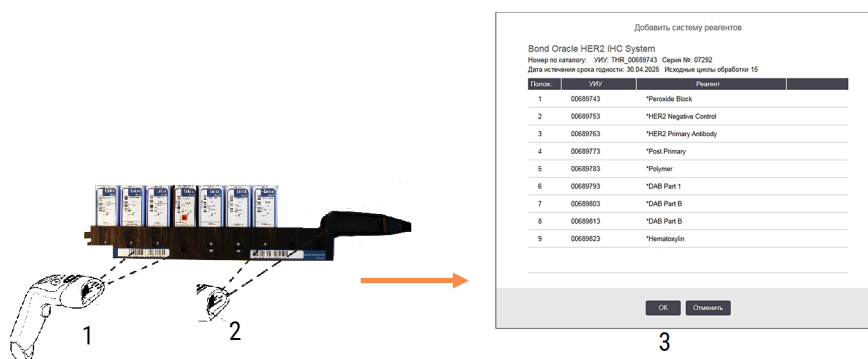 Добавить систему реагентов
Bond Oracle HER2 IHC System
Номер по каталогу: УИУ: THR_00689743 Серия №: 07292
Дата истечения срока годности: 30.04.2025 Исходные циклы обработки 15
Полож. УИУ Реагент
1 00689743 *Peroxide Block
2 00689753 *HER2 Negative Control
3 00689763 *HER2 Primary Antibody
4 00689773 *Post Primary
5 00689783 *Polymer
6 00689793 *DAB Part 1
7 00689803 *DAB Part B
8 00689813 *DAB Part B
9 00689823 *Hematoxylin
OK Отменить
1
2
3